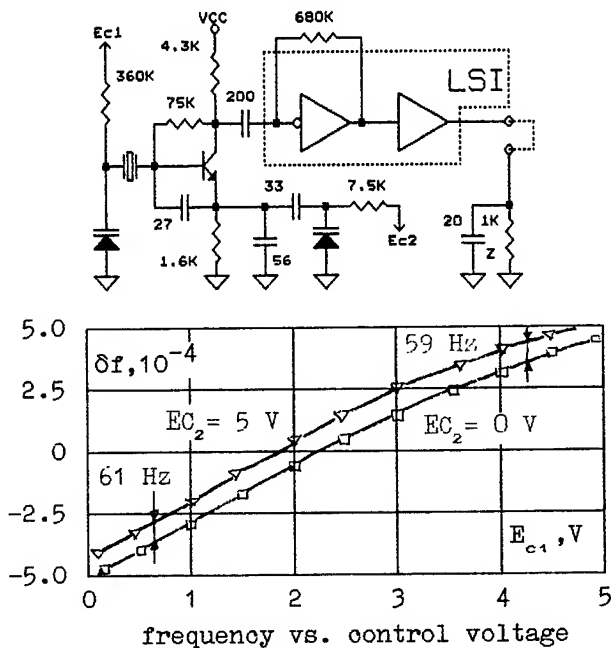 Ec1
VCC
680K
4.3K
LSI
360K
75K
200
33
7.5K
27
Ec2
20
1K
1.6K
56
Z
5.0
δf, 10⁻⁴
59 Hz
2.5
EC₂= 5 V
EC₂= 0 V
0
61 Hz
-2.5
E_c1,V
-5.0
0 1 2 3 4 5
frequency vs. control voltage